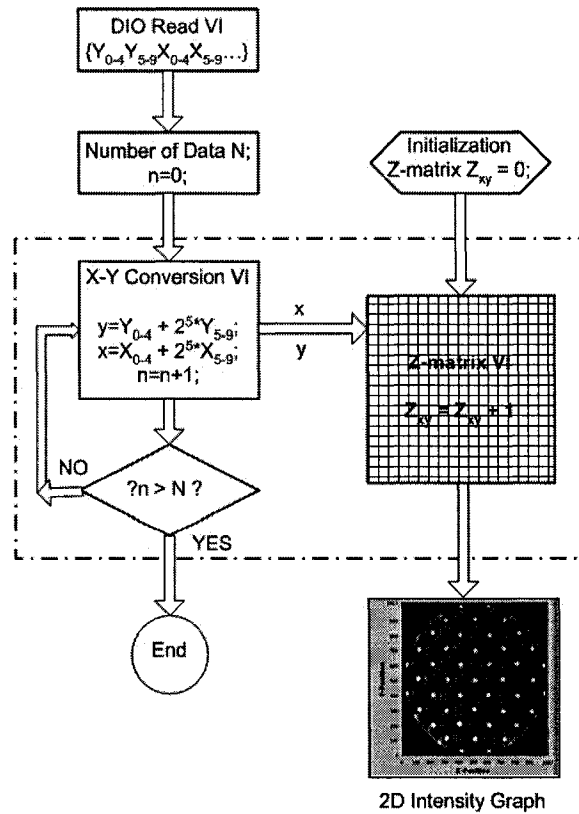 DIO Read VI
{Y0-4Y5-9X0-4X5-9...}
Number of Data N;
n=0;
Initialization
Z-matrix Zxy = 0;
X-Y Conversion VI
y=Y0-4 + 2^5*Y5-9;
x=X0-4 + 2^5*X5-9;
n=n+1;
x
y
Z-matrix VI
Zxy = Zxy + 1
NO
?n > N ?
YES
End
2D Intensity Graph